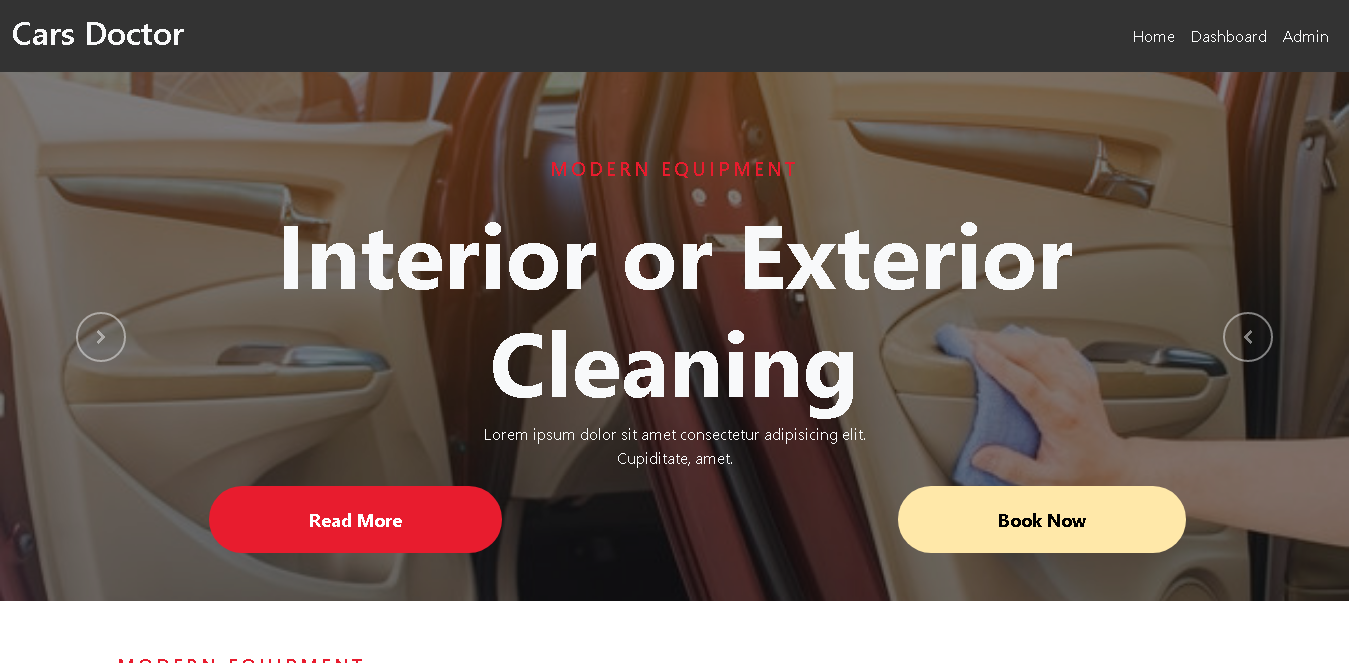 Cars Doctor
Home Dashboard Admin
MODERN EQUIPMENT
Interior or Exterior
Cleaning
Lorem ipsum dolor sit amet consectetur adipisicing elit.
Cupiditate, amet.
Read More
Book Now
MODERN EQUIPMENT